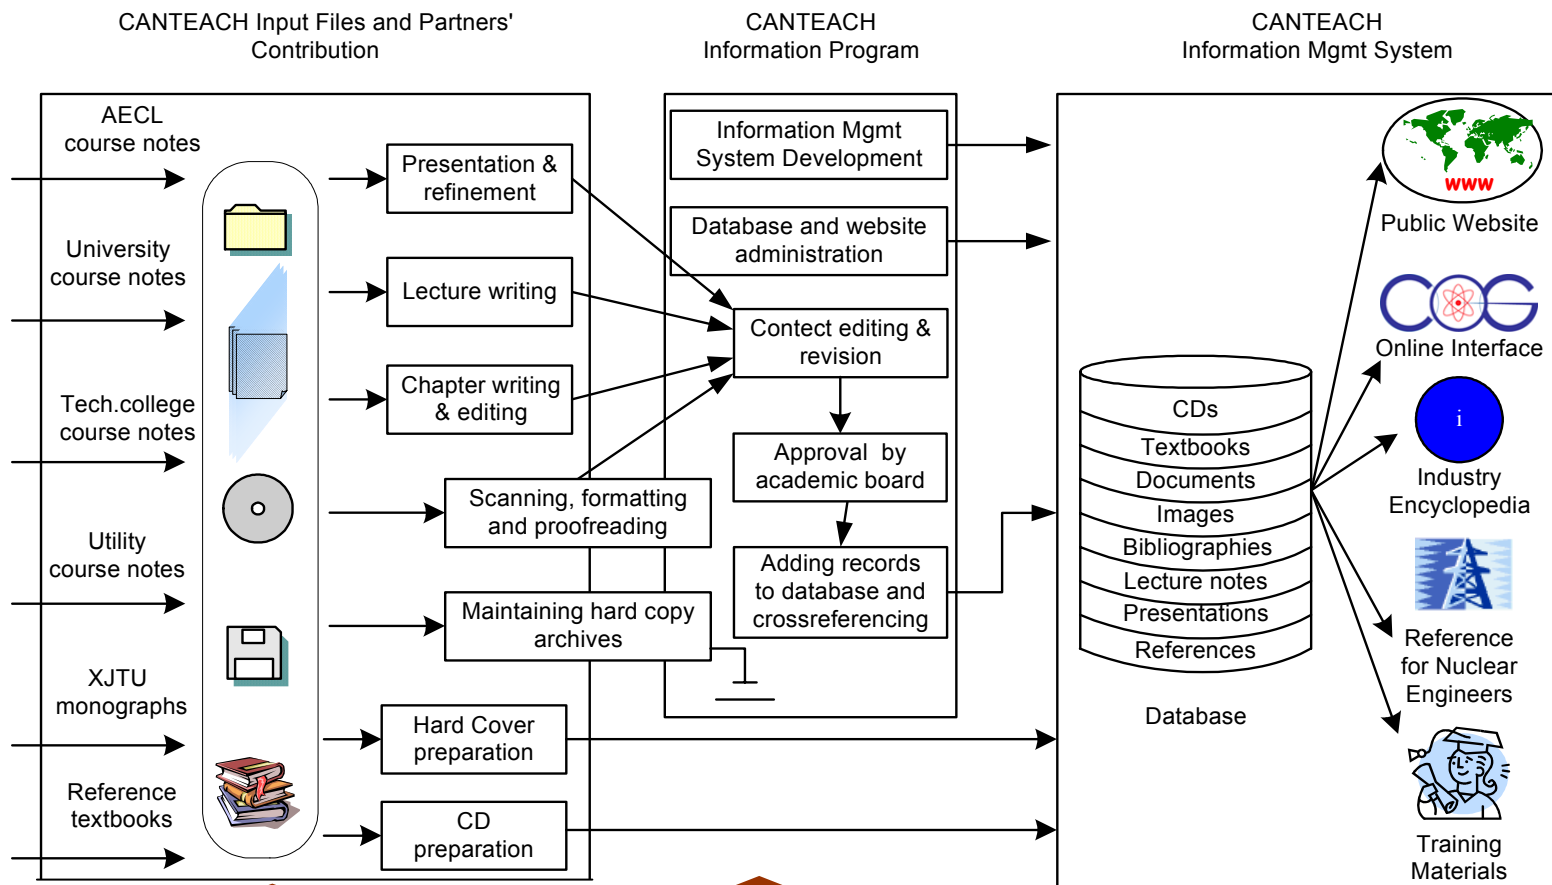 CANTEACH Input Files and Partners'
Contribution
CANTEACH
Information Program
CANTEACH
Information Mgmt System
AECL
course notes
University
course notes
Tech.college
course notes
Utility
course notes
XJTU
monographs
Reference
textbooks
Presentation &
refinement
Lecture writing
Chapter writing
& editing
Scanning, formatting
and proofreading
Maintaining hard copy
archives
Hard Cover
preparation
CD
preparation
Information Mgmt
System Development
Database and website
administration
Contect editing &
revision
Approval by
academic board
Adding records
to database and
crossreferencing
CDs
Textbooks
Documents
Images
Bibliographies
Lecture notes
Presentations
References
Database
www
Public Website
COG
Online Interface
i
Industry
Encyclopedia
Reference
for Nuclear
Engineers
Training
Materials